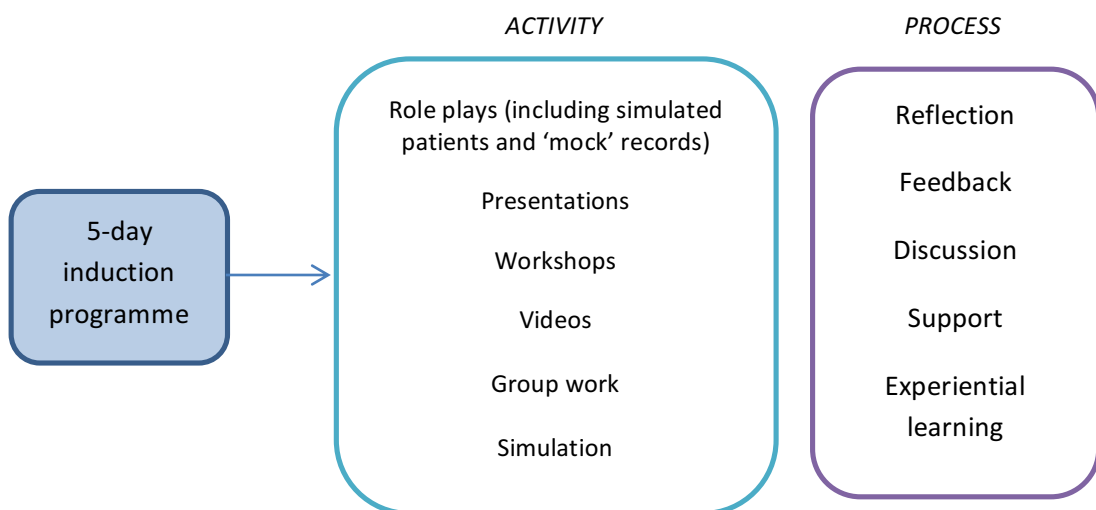 ACTIVITY
PROCESS
5-day
induction
programme
Role plays (including simulated
patients and ‘mock’ records)
Presentations
Workshops
Videos
Group work
Simulation
Reflection
Feedback
Discussion
Support
Experiential
learning